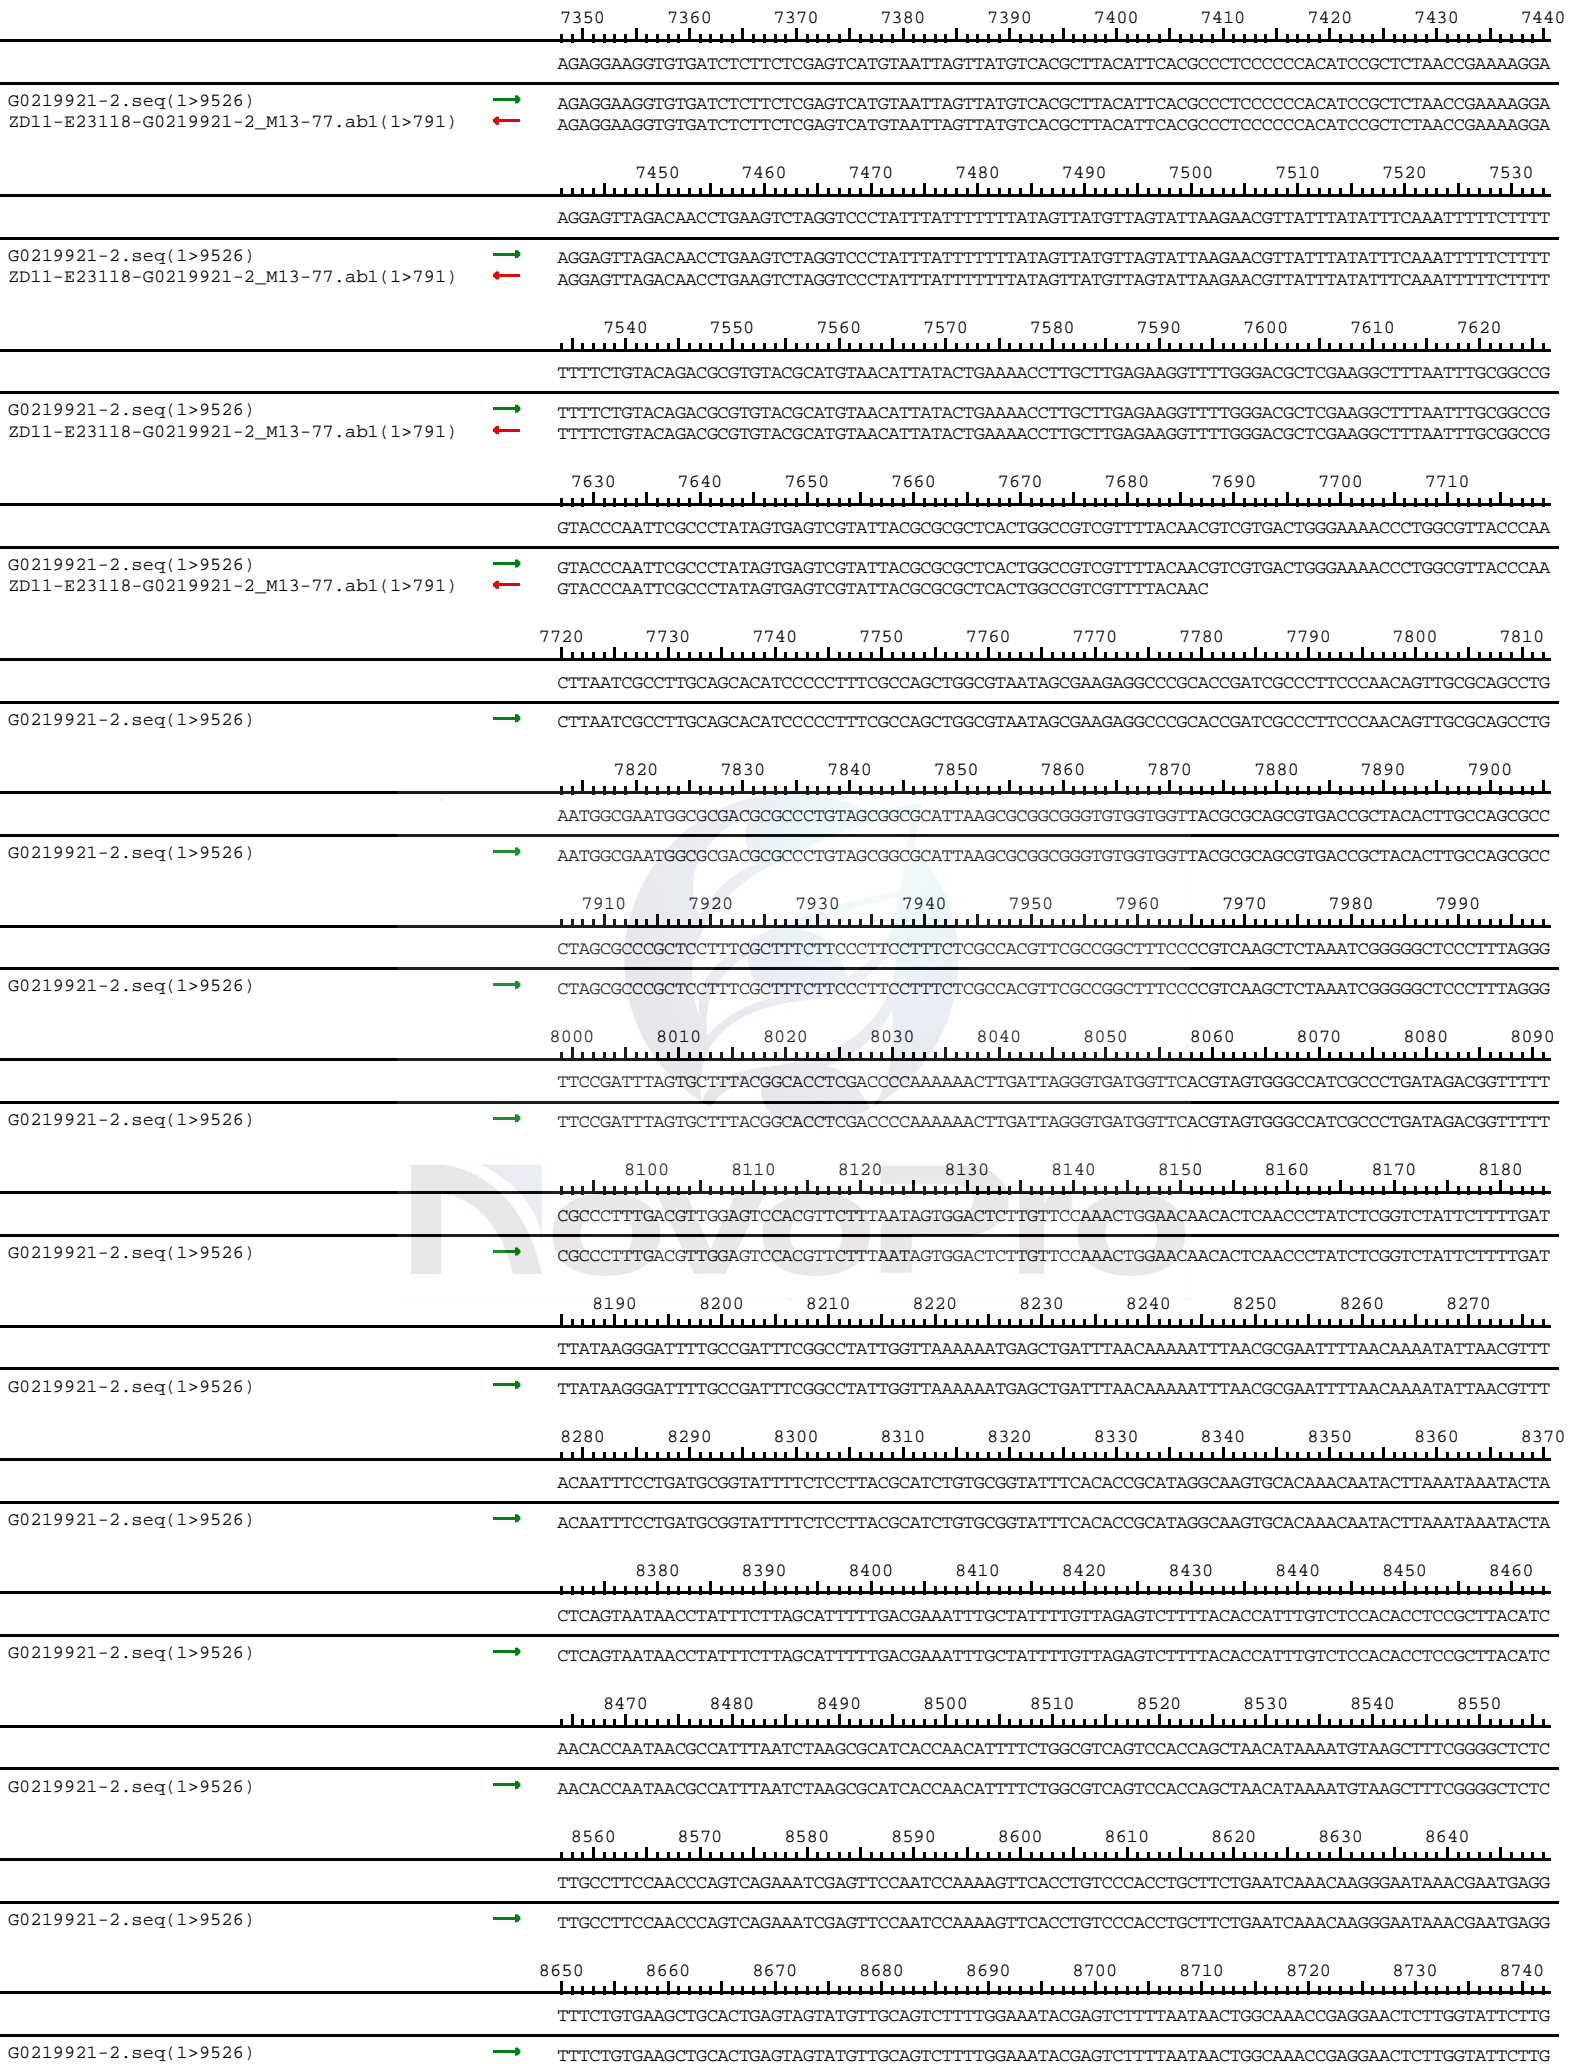 7350 7360 7370 7380 7390 7400 7410 7420 7430 7440
AGAGGAAGGTGTGATCTCTTCTCGAGTCATGTAATTAGTTATGTCACGCTTACATTCACGCCCTCCCCCCACATCCGCTCTAACCGAAAAGGA
G0219921-2.seq(1>9526) AGAGGAAGGTGTGATCTCTTCTCGAGTCATGTAATTAGTTATGTCACGCTTACATTCACGCCCTCCCCCCACATCCGCTCTAACCGAAAAGGA
ZD11-E23118-G0219921-2_M13-77.ab1(1>791) AGAGGAAGGTGTGATCTCTTCTCGAGTCATGTAATTAGTTATGTCACGCTTACATTCACGCCCTCCCCCCACATCCGCTCTAACCGAAAAGGA
7450 7460 7470 7480 7490 7500 7510 7520 7530
AGGAGTTAGACAACCTGAAGTCTAGGTCCCTATTTATTTTTTTATAGTTATGTTAGTATTAAGAACGTTATTTATATTTCAAATTTTTCTTTT
G0219921-2.seq(1>9526) AGGAGTTAGACAACCTGAAGTCTAGGTCCCTATTTATTTTTTTATAGTTATGTTAGTATTAAGAACGTTATTTATATTTCAAATTTTTCTTTT
ZD11-E23118-G0219921-2_M13-77.ab1(1>791) AGGAGTTAGACAACCTGAAGTCTAGGTCCCTATTTATTTTTTTATAGTTATGTTAGTATTAAGAACGTTATTTATATTTCAAATTTTTCTTTT
7540 7550 7560 7570 7580 7590 7600 7610 7620
TTTTCTGTACAGACGCGTGTACGCATGTAACATTATACTGAAAACCTTGCTTGAGAAGGTTTTGGGACGCTCGAAGGCTTTAATTTGCGGCCG
G0219921-2.seq(1>9526) TTTTCTGTACAGACGCGTGTACGCATGTAACATTATACTGAAAACCTTGCTTGAGAAGGTTTTGGGACGCTCGAAGGCTTTAATTTGCGGCCG
ZD11-E23118-G0219921-2_M13-77.ab1(1>791) TTTTCTGTACAGACGCGTGTACGCATGTAACATTATACTGAAAACCTTGCTTGAGAAGGTTTTGGGACGCTCGAAGGCTTTAATTTGCGGCCG
7630 7640 7650 7660 7670 7680 7690 7700 7710
GTACCCAATTCGCCCTATAGTGAGTCGTATTACGCGCGCTCACTGGCCGTCGTTTTACAACGTCGTGACTGGGAAAACCCTGGCGTTACCCAA
G0219921-2.seq(1>9526) GTACCCAATTCGCCCTATAGTGAGTCGTATTACGCGCGCTCACTGGCCGTCGTTTTACAACGTCGTGACTGGGAAAACCCTGGCGTTACCCAA
ZD11-E23118-G0219921-2_M13-77.ab1(1>791) GTACCCAATTCGCCCTATAGTGAGTCGTATTACGCGCGCTCACTGGCCGTCGTTTTACAAC
7720 7730 7740 7750 7760 7770 7780 7790 7800 7810
CTTAATCGCCTTGCAGCACATCCCCCTTTCGCCAGCTGGCGTAATAGCGAAGAGGCCCGCACCGATCGCCCTTCCCAACAGTTGCGCAGCCTG
G0219921-2.seq(1>9526) CTTAATCGCCTTGCAGCACATCCCCCTTTCGCCAGCTGGCGTAATAGCGAAGAGGCCCGCACCGATCGCCCTTCCCAACAGTTGCGCAGCCTG
7820 7830 7840 7850 7860 7870 7880 7890 7900
AATGGCGAATGGCGCGACGCGCCCTGTAGCGGCGCATTAAGCGCGGCGGGTGTGGTGGTTACGCGCAGCGTGACCGCTACACTTGCCAGCGCC
G0219921-2.seq(1>9526) AATGGCGAATGGCGCGACGCGCCCTGTAGCGGCGCATTAAGCGCGGCGGGTGTGGTGGTTACGCGCAGCGTGACCGCTACACTTGCCAGCGCC
7910 7920 7930 7940 7950 7960 7970 7980 7990
CTAGCGCCCGCTCCTTTCGCTTTCTTCCCTTCCTTTCTCGCCACGTTCGCCGGCTTTCCCCGTCAAGCTCTAAATCGGGGGCTCCCTTTAGGG
G0219921-2.seq(1>9526) CTAGCGCCCGCTCCTTTCGCTTTCTTCCCTTCCTTTCTCGCCACGTTCGCCGGCTTTCCCCGTCAAGCTCTAAATCGGGGGCTCCCTTTAGGG
8000 8010 8020 8030 8040 8050 8060 8070 8080 8090
TTCCGATTTAGTGCTTTACGGCACCTCGACCCCAAAAAACTTGATTAGGGTGATGGTTCACGTAGTGGGCCATCGCCCTGATAGACGGTTTTT
G0219921-2.seq(1>9526) TTCCGATTTAGTGCTTTACGGCACCTCGACCCCAAAAAACTTGATTAGGGTGATGGTTCACGTAGTGGGCCATCGCCCTGATAGACGGTTTTT
8100 8110 8120 8130 8140 8150 8160 8170 8180
CGCCCTTTGACGTTGGAGTCCACGTTCTTTAATAGTGGACTCTTGTTCCAAACTGGAACAACACTCAACCCTATCTCGGTCTATTCTTTTGAT
G0219921-2.seq(1>9526) CGCCCTTTGACGTTGGAGTCCACGTTCTTTAATAGTGGACTCTTGTTCCAAACTGGAACAACACTCAACCCTATCTCGGTCTATTCTTTTGAT
NovoPro
8190 8200 8210 8220 8230 8240 8250 8260 8270
TTATAAGGGATTTTGCCGATTTCGGCCTATTGGTTAAAAAATGAGCTGATTTAACAAAAATTTAACGCGAATTTTAACAAAATATTAACGTTT
G0219921-2.seq(1>9526) TTATAAGGGATTTTGCCGATTTCGGCCTATTGGTTAAAAAATGAGCTGATTTAACAAAAATTTAACGCGAATTTTAACAAAATATTAACGTTT
8280 8290 8300 8310 8320 8330 8340 8350 8360 8370
ACAATTTCCTGATGCGGTATTTTCTCCTTACGCATCTGTGCGGTATTTCACACCGCATAGGCAAGTGCACAAACAATACTTAAATAAATACTA
G0219921-2.seq(1>9526) ACAATTTCCTGATGCGGTATTTTCTCCTTACGCATCTGTGCGGTATTTCACACCGCATAGGCAAGTGCACAAACAATACTTAAATAAATACTA
8380 8390 8400 8410 8420 8430 8440 8450 8460
CTCAGTAATAACCTATTTCTTAGCATTTTTGACGAAATTTGCTATTTTGTTAGAGTCTTTTACACCATTTGTCTCCACACCTCCGCTTACATC
G0219921-2.seq(1>9526) CTCAGTAATAACCTATTTCTTAGCATTTTTGACGAAATTTGCTATTTTGTTAGAGTCTTTTACACCATTTGTCTCCACACCTCCGCTTACATC
8470 8480 8490 8500 8510 8520 8530 8540 8550
AACACCAATAACGCCATTTAATCTAAGCGCATCACCAACATTTTCTGGCGTCAGTCCACCAGCTAACATAAAATGTAAGCTTTCGGGGCTCTC
G0219921-2.seq(1>9526) AACACCAATAACGCCATTTAATCTAAGCGCATCACCAACATTTTCTGGCGTCAGTCCACCAGCTAACATAAAATGTAAGCTTTCGGGGCTCTC
8560 8570 8580 8590 8600 8610 8620 8630 8640
TTGCCTTCCAACCCAGTCAGAAATCGAGTTCCAATCCAAAAGTTCACCTGTCCCACCTGCTTCTGAATCAAACAAGGGAATAAACGAATGAGG
G0219921-2.seq(1>9526) TTGCCTTCCAACCCAGTCAGAAATCGAGTTCCAATCCAAAAGTTCACCTGTCCCACCTGCTTCTGAATCAAACAAGGGAATAAACGAATGAGG
8650 8660 8670 8680 8690 8700 8710 8720 8730 8740
TTTCTGTGAAGCTGCACTGAGTAGTATGTTGCAGTCTTTTGGAAATACGAGTCTTTTAATAACTGGCAAACCGAGGAACTCTTGGTATTCTTG
G0219921-2.seq(1>9526) TTTCTGTGAAGCTGCACTGAGTAGTATGTTGCAGTCTTTTGGAAATACGAGTCTTTTAATAACTGGCAAACCGAGGAACTCTTGGTATTCTTG